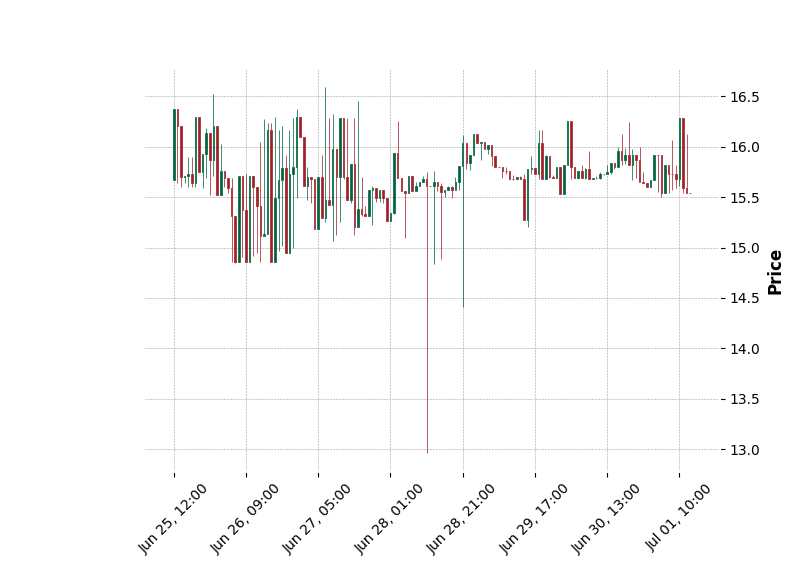 16.5
16.0
15.5
15.0
14.5
14.0
13.5
13.0
Price
Jun 25, 12:00
Jun 26, 09:00
Jun 27, 05:00
Jun 28, 01:00
Jun 28, 21:00
Jun 29, 17:00
Jun 30, 13:00
Jul 01, 10:00